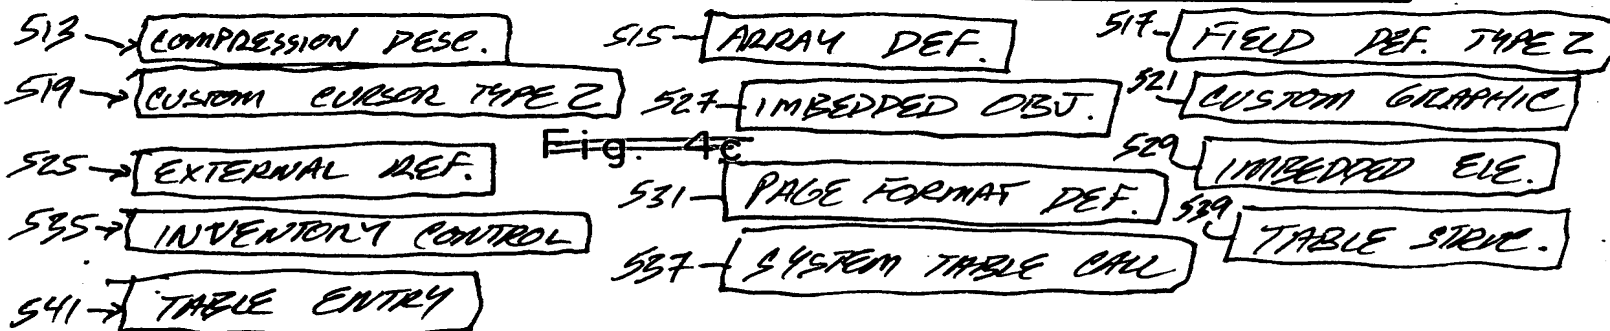 513 COMPRESSION DESC. 515 ARRAY DEF. 517 FIELD DEF. TYPE 2
519 CUSTOM CURSOR TYPE 2 527 IMBEDDED OBJ. 521 CUSTOM GRAPHIC
Fig. 4c
525 EXTERNAL REF. 531 PAGE FORMAT DEF. 529 IMBEDDED ELE.
535 INVENTORY CONTROL 537 SYSTEM TABLE CALL 539 TABLE STRUC.
541 TABLE ENTRY